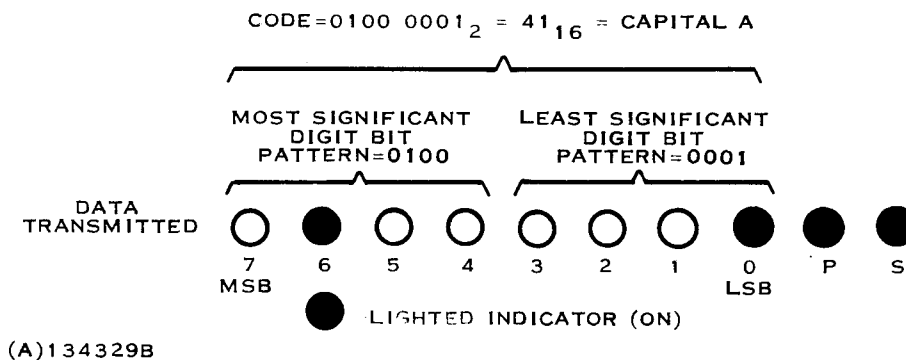 CODE=0100 0001₂ = 41₁₆ = CAPITAL A
MOST SIGNIFICANT
DIGIT BIT
PATTERN=0100
LEAST SIGNIFICANT
DIGIT BIT
PATTERN=0001
DATA
TRANSMITTED
7 6 5 4 3 2 1 0 P S
MSB LSB
LIGHTED INDICATOR (ON)
(A)134329B